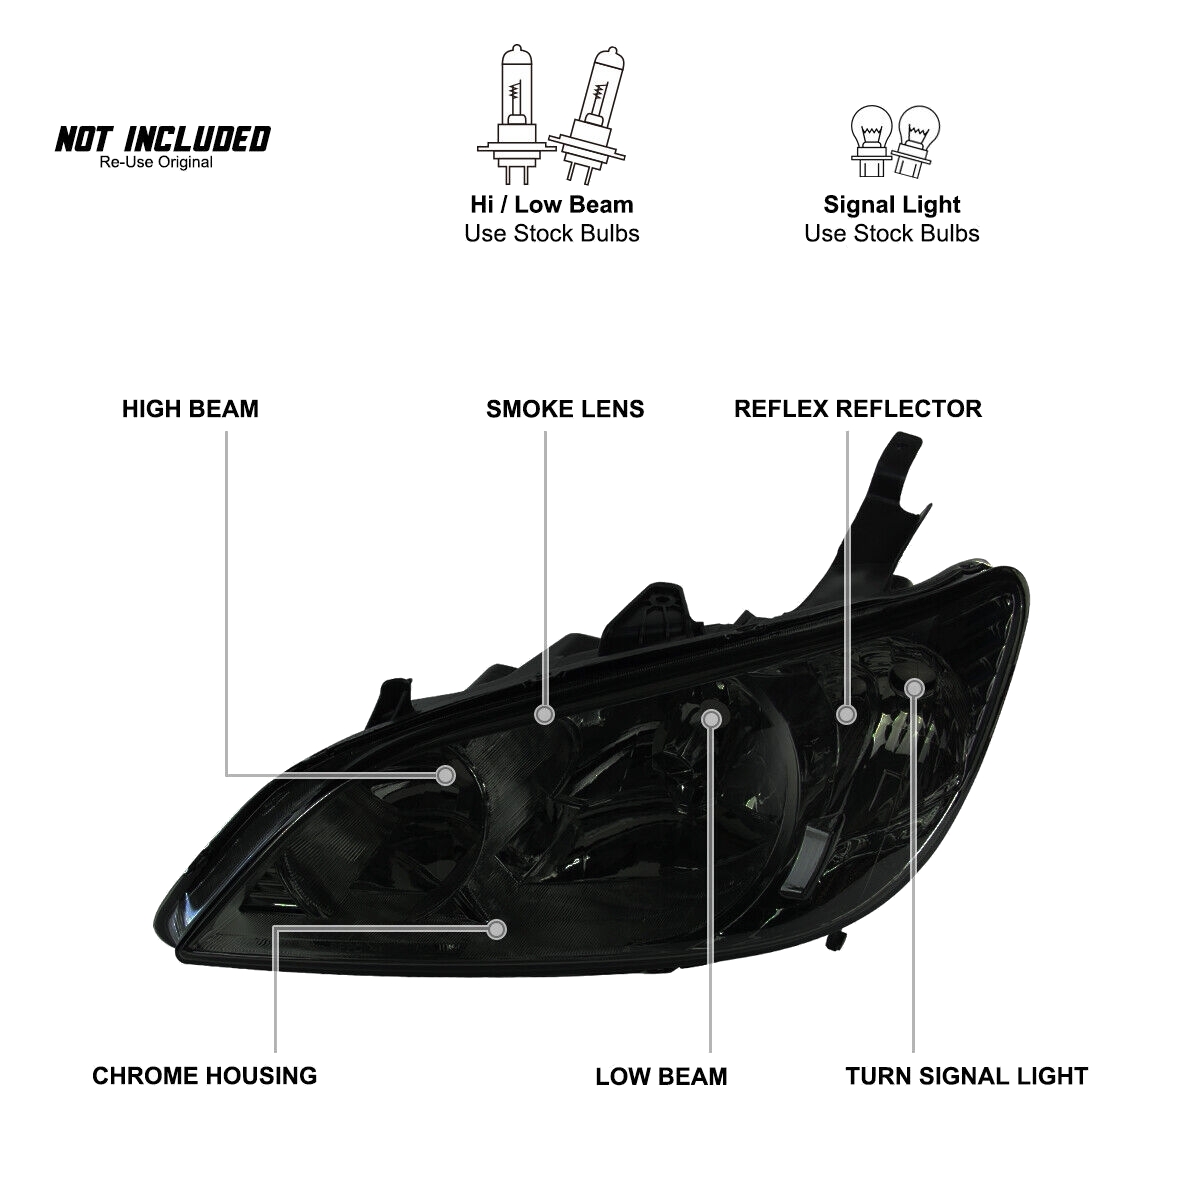 NOT INCLUDED
Re-Use Original
Hi / Low Beam
Use Stock Bulbs
Signal Light
Use Stock Bulbs
HIGH BEAM
SMOKE LENS
REFLEX REFLECTOR
CHROME HOUSING
LOW BEAM
TURN SIGNAL LIGHT